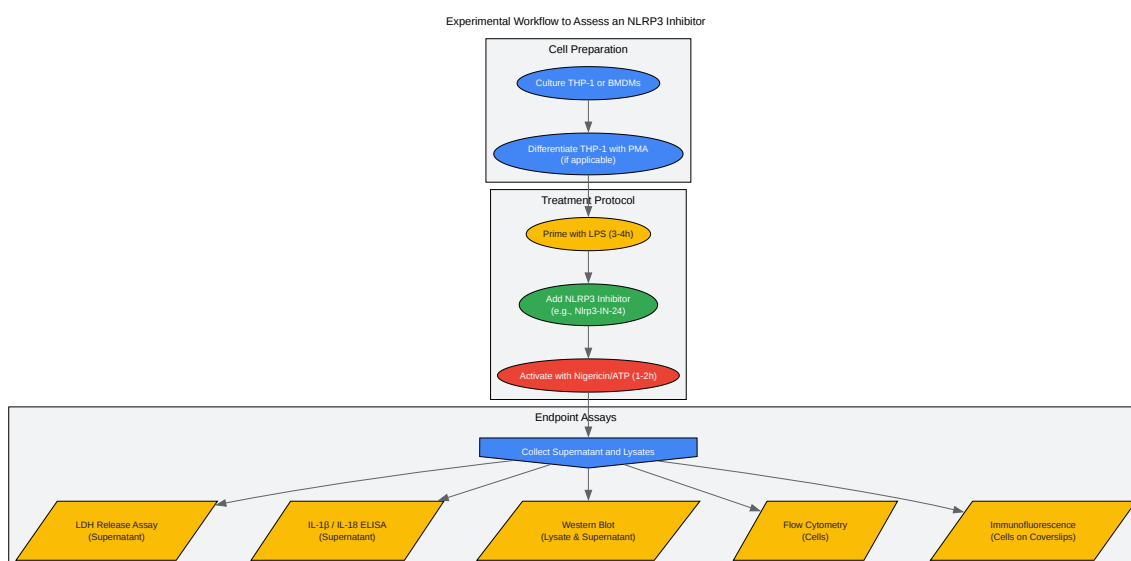 Experimental Workflow to Assess an NLRP3 Inhibitor
Cell Preparation
Culture THP-1 or BMDMs
Differentiate THP-1 with PMA
(if applicable)
Treatment Protocol
Prime with LPS (3-4h)
Add NLRP3 Inhibitor
(e.g., Nlrp3-IN-24)
Activate with Nigericin/ATP (1-2h)
Endpoint Assays
Collect Supernatant and Lysates
LDH Release Assay
(Supernatant)
IL-1β / IL-18 ELISA
(Supernatant)
Western Blot
(Lysate & Supernatant)
Flow Cytometry
(Cells)
Immunofluorescence
(Cells on Coverslips)